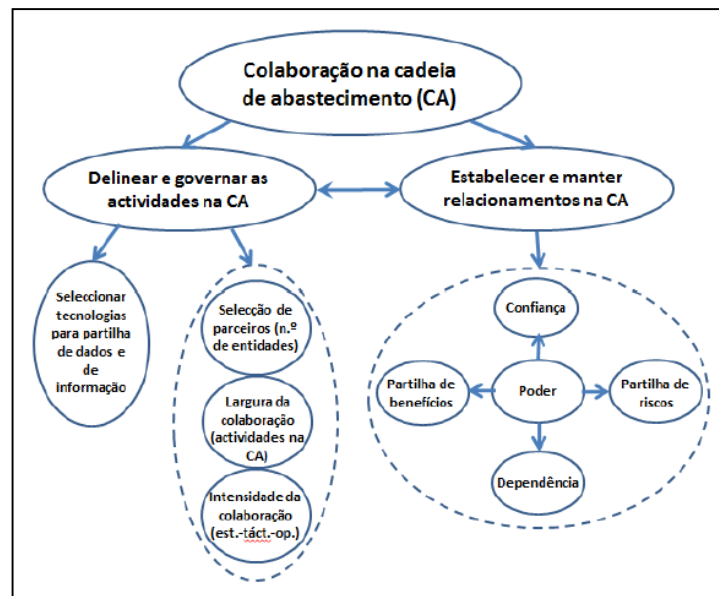 Colaboração na cadeia
de abastecimento (CA)
Delinear e governar as
actividades na CA
Estabelecer e manter
relacionamentos na CA
Seleccionar
tecnologias
para partilha
de dados e
de
informação
Selecção de
parceiros (n.º
de entidades)
Largura da
colaboração
(actividades na
CA)
Intensidade da
colaboração
(est.-táct.-op.)
Confiança
Partilha de
benefícios
Poder
Partilha de
riscos
Dependência